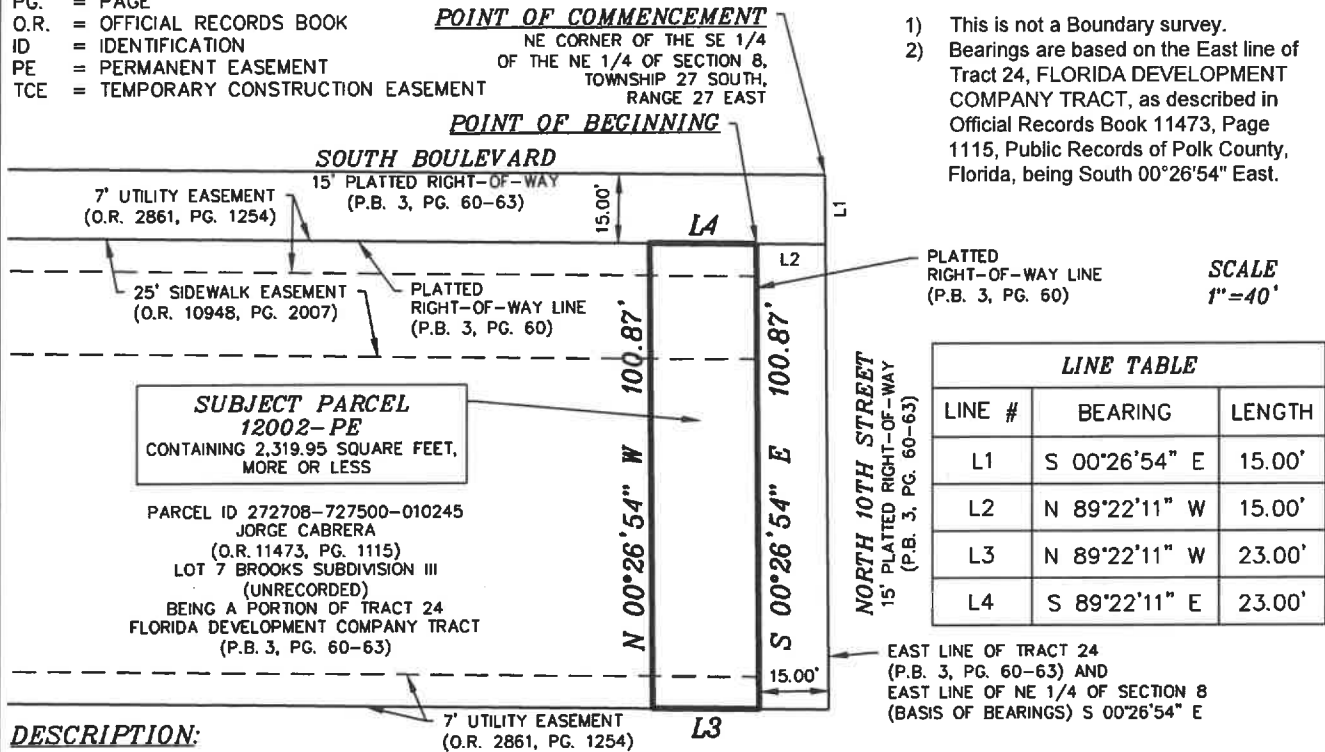 PG. = PAGE
O.R. = OFFICIAL RECORDS BOOK
ID = IDENTIFICATION
PE = PERMANENT EASEMENT
TCE = TEMPORARY CONSTRUCTION EASEMENT
POINT OF COMMENCEMENT
NE CORNER OF THE SE 1/4
OF THE NE 1/4 OF SECTION 8,
TOWNSHIP 27 SOUTH,
RANGE 27 EAST
POINT OF BEGINNING
1) This is not a Boundary survey.
2) Bearings are based on the East line of
Tract 24, FLORIDA DEVELOPMENT
COMPANY TRACT, as described in
Official Records Book 11473, Page
1115, Public Records of Polk County,
Florida, being South 00°26'54" East.
SOUTH BOULEVARD
15' PLATTED RIGHT-OF-WAY
(P.B. 3, PG. 60-63)
7' UTILITY EASEMENT
(O.R. 2861, PG. 1254)
15.00'
L4
L1
L2
25' SIDEWALK EASEMENT
(O.R. 10948, PG. 2007)
PLATTED
RIGHT-OF-WAY LINE
(P.B. 3, PG. 60)
PLATTED
RIGHT-OF-WAY LINE
(P.B. 3, PG. 60)
SCALE
1"=40'
SUBJECT PARCEL
12002-PE
CONTAINING 2,319.95 SQUARE FEET,
MORE OR LESS
PARCEL ID 272708-727500-010245
JORGE CABRERA
(O.R. 11473, PG. 1115)
LOT 7 BROOKS SUBDIVISION III
(UNRECORDED)
BEING A PORTION OF TRACT 24
FLORIDA DEVELOPMENT COMPANY TRACT
(P.B. 3, PG. 60-63)
N 00°26'54" W 100.87'
S 00°26'54" E 100.87'
NORTH 10TH STREET
15' PLATTED RIGHT-OF-WAY
(P.B. 3, PG. 60-63)
LINE TABLE
LINE # BEARING LENGTH
L1 S 00°26'54" E 15.00'
L2 N 89°22'11" W 15.00'
L3 N 89°22'11" W 23.00'
L4 S 89°22'11" E 23.00'
15.00'
EAST LINE OF TRACT 24
(P.B. 3, PG. 60-63) AND
EAST LINE OF NE 1/4 OF SECTION 8
(BASIS OF BEARINGS) S 00°26'54" E
7' UTILITY EASEMENT
(O.R. 2861, PG. 1254)
L3
DESCRIPTION: